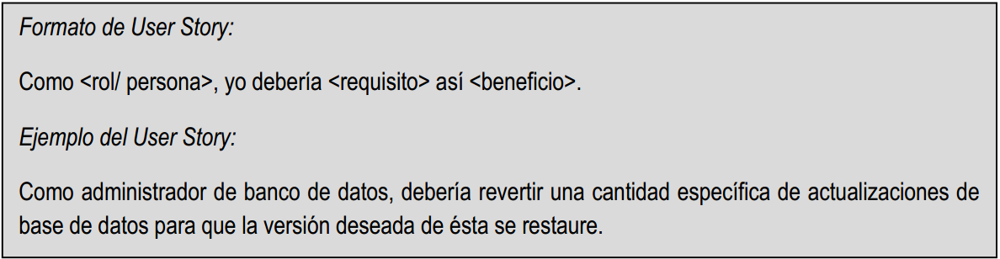 Formato de User Story:
Como <rol/ persona>, yo debería <requisito> así <beneficio>.
Ejemplo del User Story:
Como administrador de banco de datos, debería revertir una cantidad específica de actualizaciones de
base de datos para que la versión deseada de ésta se restaure.